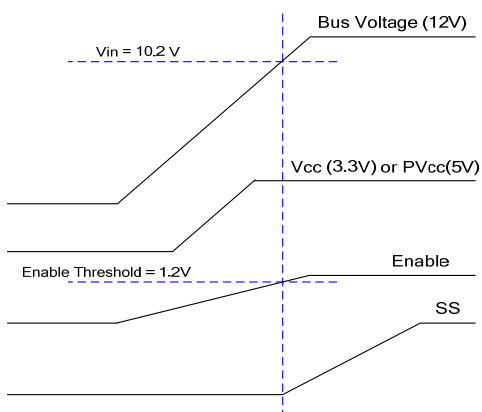 Bus Voltage (12V)
Vin = 10.2 V
Vcc (3.3V) or PVcc(5V)
Enable
Enable Threshold = 1.2V
SS